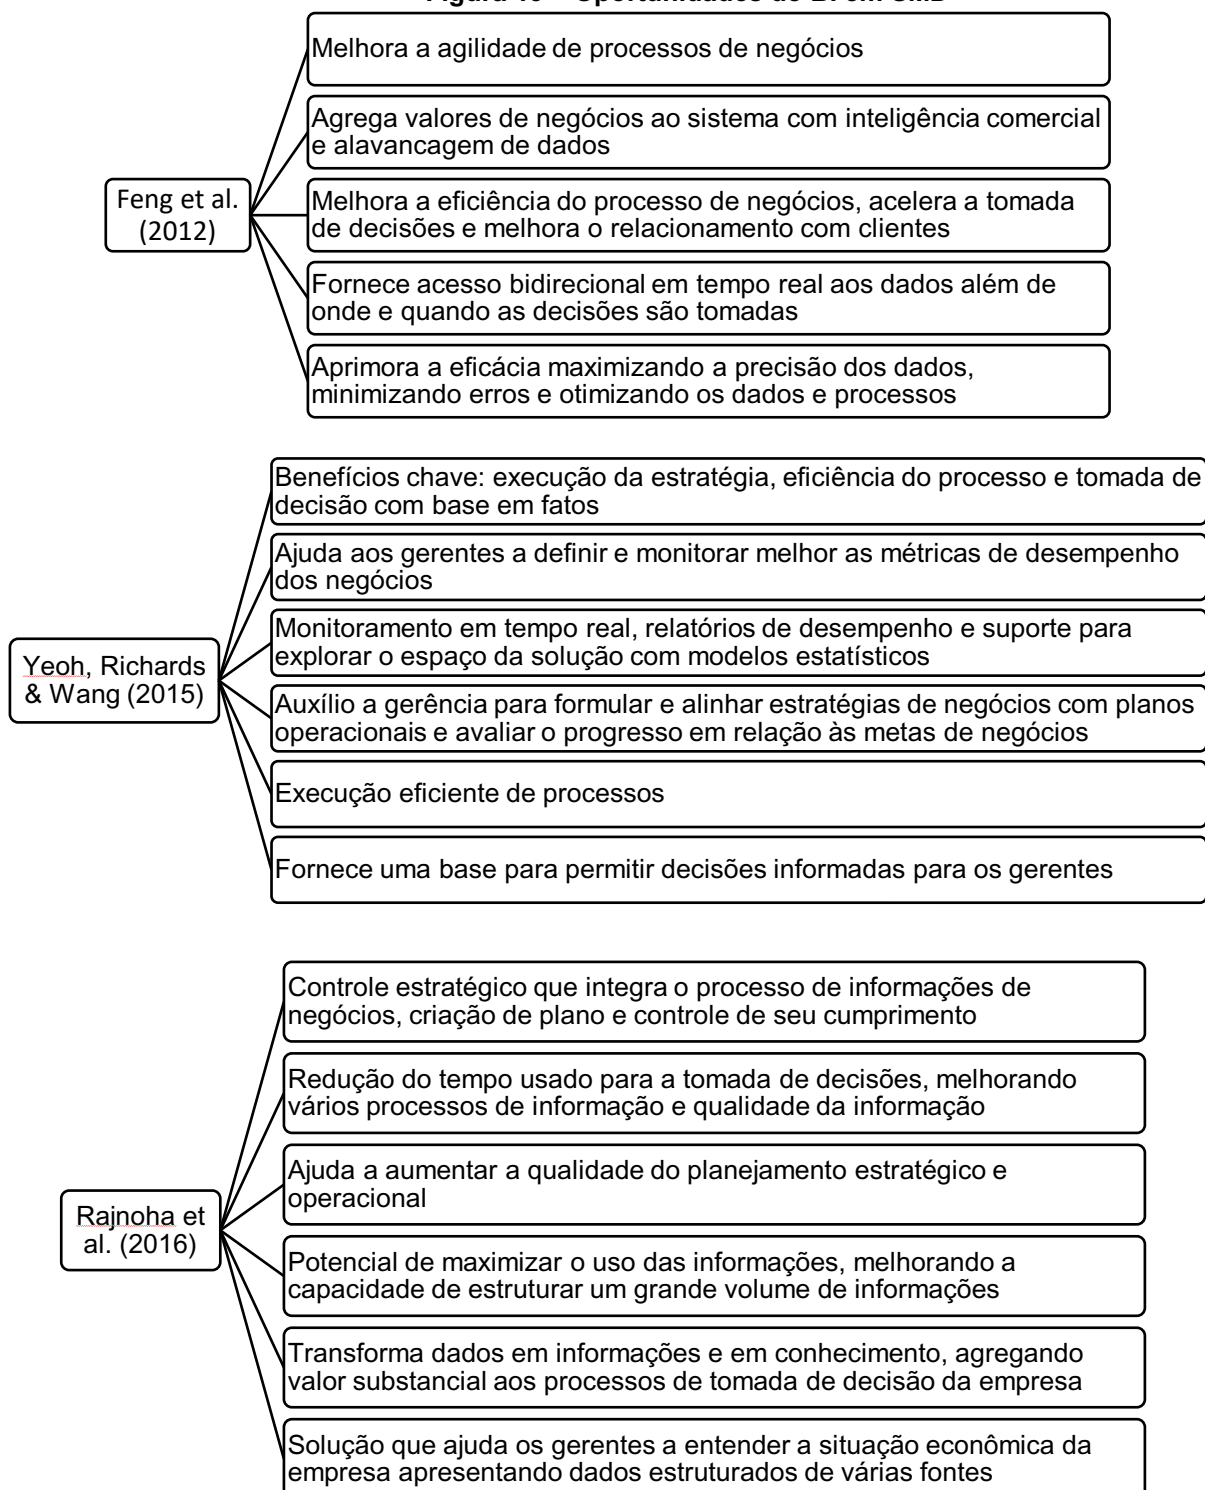 Melhora a agilidade de processos de negócios
Agrega valores de negócios ao sistema com inteligência comercial
e alavancagem de dados
Feng et al.
(2012)
Melhora a eficiência do processo de negócios, acelera a tomada
de decisões e melhora o relacionamento com clientes
Fornece acesso bidirecional em tempo real aos dados além de
onde e quando as decisões são tomadas
Aprimora a eficácia maximizando a precisão dos dados,
minimizando erros e otimizando os dados e processos
Benefícios chave: execução da estratégia, eficiência do processo e tomada de
decisão com base em fatos
Ajuda aos gerentes a definir e monitorar melhor as métricas de desempenho
dos negócios
Monitoramento em tempo real, relatórios de desempenho e suporte para
explorar o espaço da solução com modelos estatísticos
Yeoh, Richards
& Wang (2015)
Auxílio a gerência para formular e alinhar estratégias de negócios com planos
operacionais e avaliar o progresso em relação às metas de negócios
Execução eficiente de processos
Fornece uma base para permitir decisões informadas para os gerentes
Controle estratégico que integra o processo de informações de
negócios, criação de plano e controle de seu cumprimento
Redução do tempo usado para a tomada de decisões, melhorando
vários processos de informação e qualidade da informação
Ajuda a aumentar a qualidade do planejamento estratégico e
operacional
Rajnoha et
al. (2016)
Potencial de maximizar o uso das informações, melhorando a
capacidade de estruturar um grande volume de informações
Transforma dados em informações e em conhecimento, agregando
valor substancial aos processos de tomada de decisão da empresa
Solução que ajuda os gerentes a entender a situação econômica da
empresa apresentando dados estruturados de várias fontes